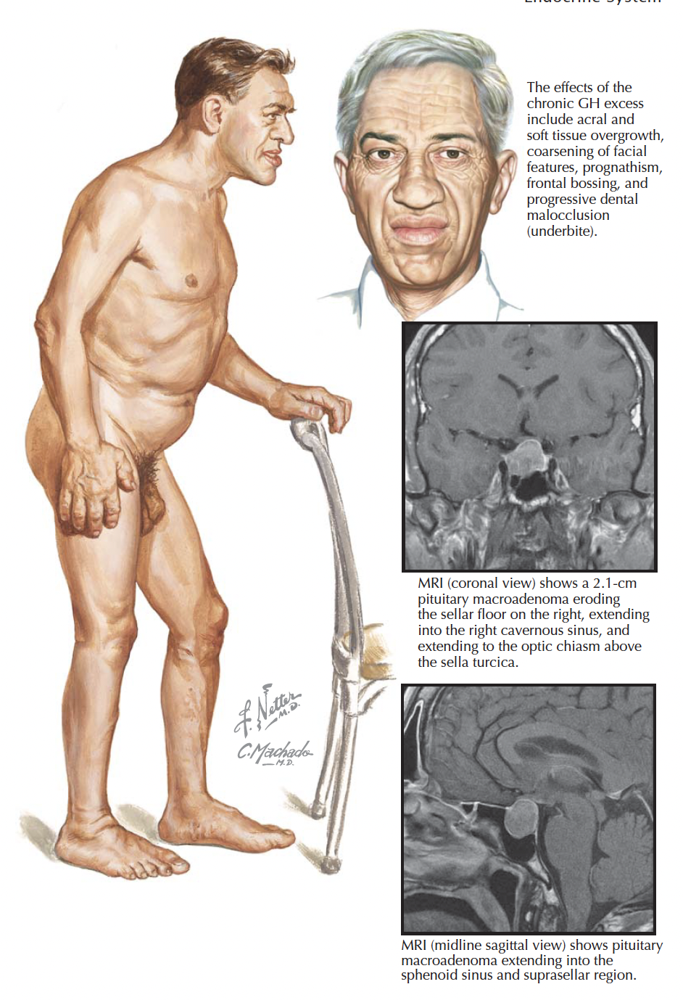 Endocrine System
The effects of the
chronic GH excess
include acral and
soft tissue overgrowth,
coarsening of facial
features, prognathism,
frontal bossing, and
progressive dental
malocclusion
(underbite).
MRI (coronal view) shows a 2.1-cm
pituitary macroadenoma eroding
the sellar floor on the right, extending
into the right cavernous sinus, and
extending to the optic chiasm above
the sella turcica.
F. Netter
M.D.
C. Machado
M.D.
MRI (midline sagittal view) shows pituitary
macroadenoma extending into the
sphenoid sinus and suprasellar region.